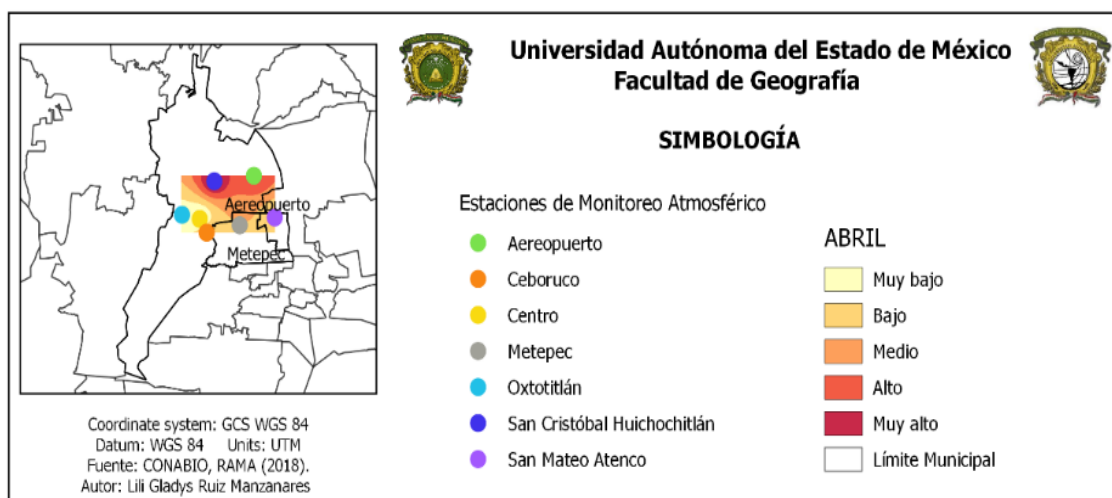 Universidad Autónoma del Estado de México
Facultad de Geografía
SIMBOLOGÍA
Aereopuerto
Metepec
Coordinate system: GCS WGS 84
Datum: WGS 84 Units: UTM
Fuente: CONABIO, RAMA (2018).
Autor: Lili Gladys Ruiz Manzanares
Estaciones de Monitoreo Atmosférico
Aereopuerto
Ceboruco
Centro
Metepec
Oxtotitlán
San Cristóbal Huichochitlán
San Mateo Atenco
ABRIL
Muy bajo
Bajo
Medio
Alto
Muy alto
Límite Municipal